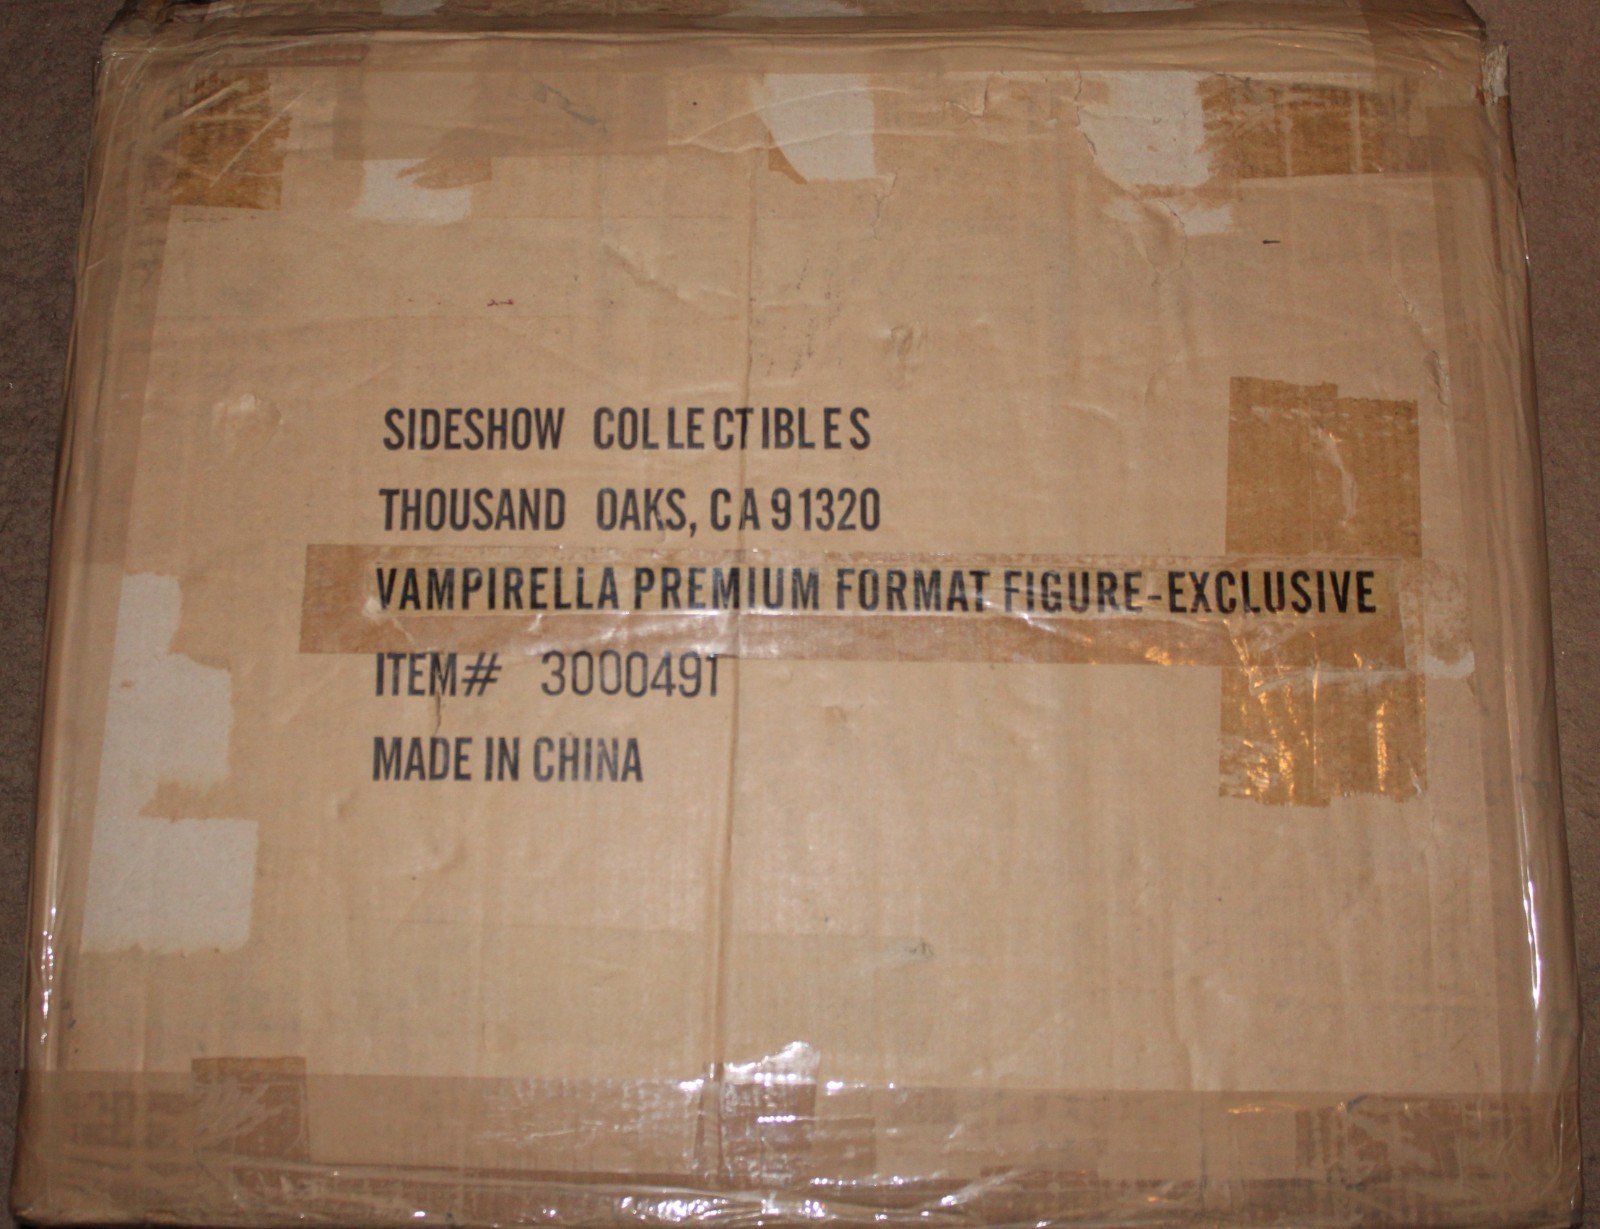 SIDESHOW COLLECTIBLES
THOUSAND OAKS, CA 91320
VAMPIRELLA PREMIUM FORMAT FIGURE-EXCLUSIVE
ITEM# 3000491
MADE IN CHINA